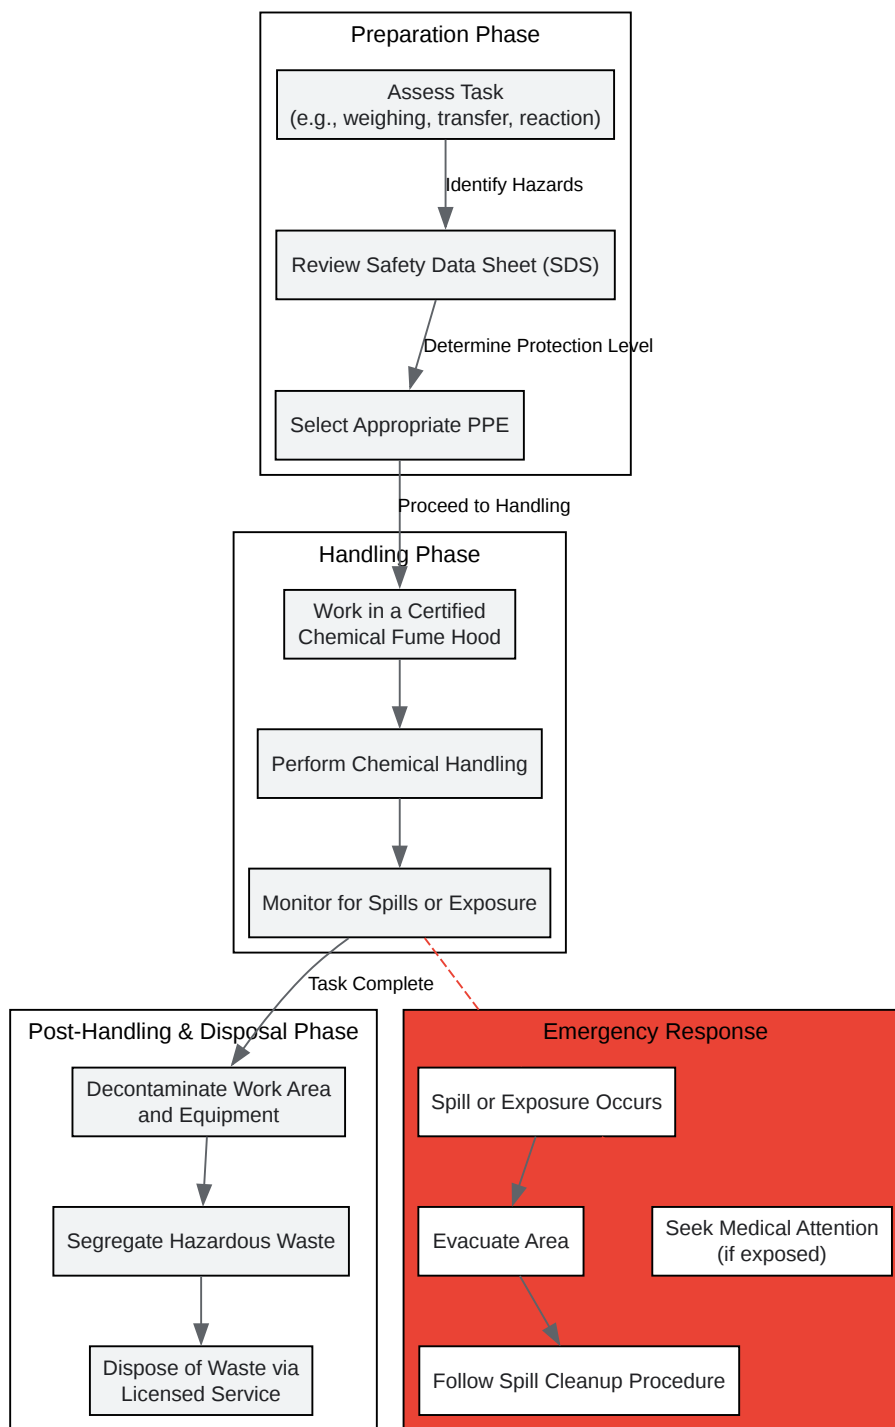 Preparation Phase
Assess Task
(e.g., weighing, transfer, reaction)
Identify Hazards
Review Safety Data Sheet (SDS)
Determine Protection Level
Select Appropriate PPE
Proceed to Handling
Handling Phase
Work in a Certified
Chemical Fume Hood
Perform Chemical Handling
Monitor for Spills or Exposure
Task Complete
Post-Handling & Disposal Phase
Decontaminate Work Area
and Equipment
Segregate Hazardous Waste
Dispose of Waste via
Licensed Service
Emergency Response
Spill or Exposure Occurs
Evacuate Area
Seek Medical Attention
(if exposed)
Follow Spill Cleanup Procedure